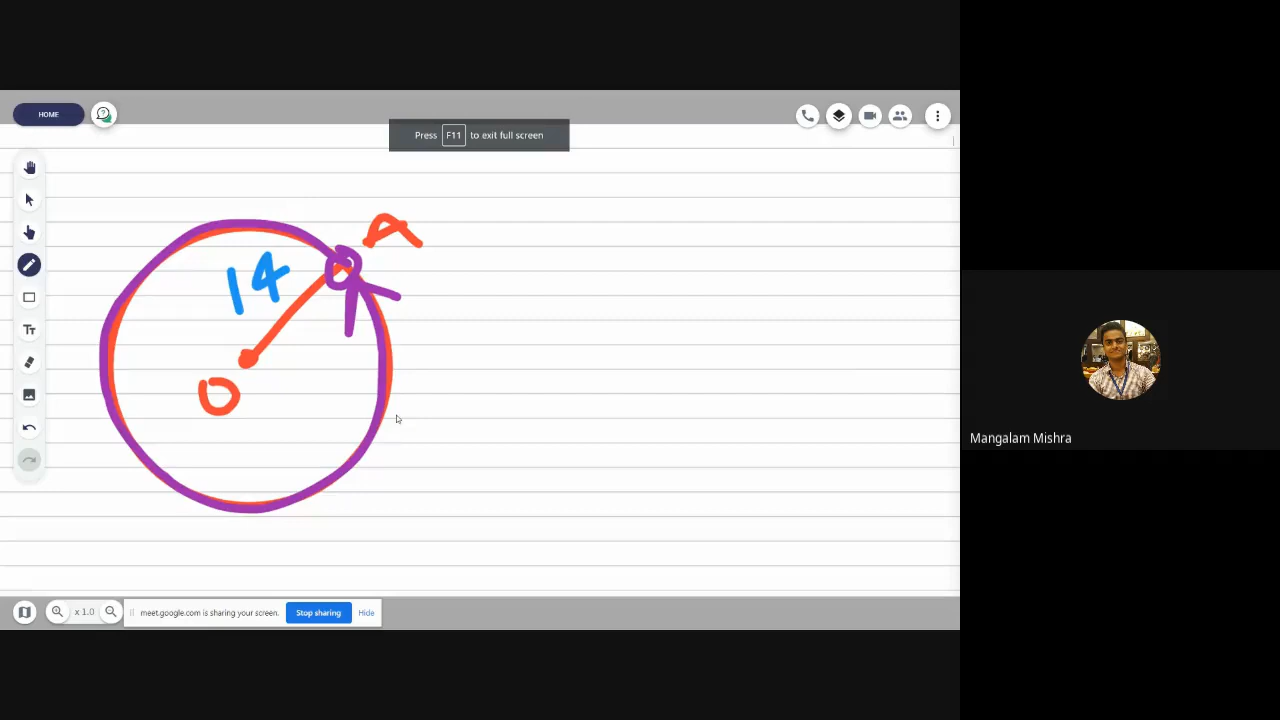 HOME
Press F11 to exit full screen
A
14
O
Mangalam Mishra
x 1.0
meet.google.com is sharing your screen.
Stop sharing
Hide